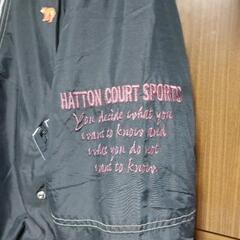 HATTON COURT SPORTS
You decide what you
want to know and
what you do not
want to know.